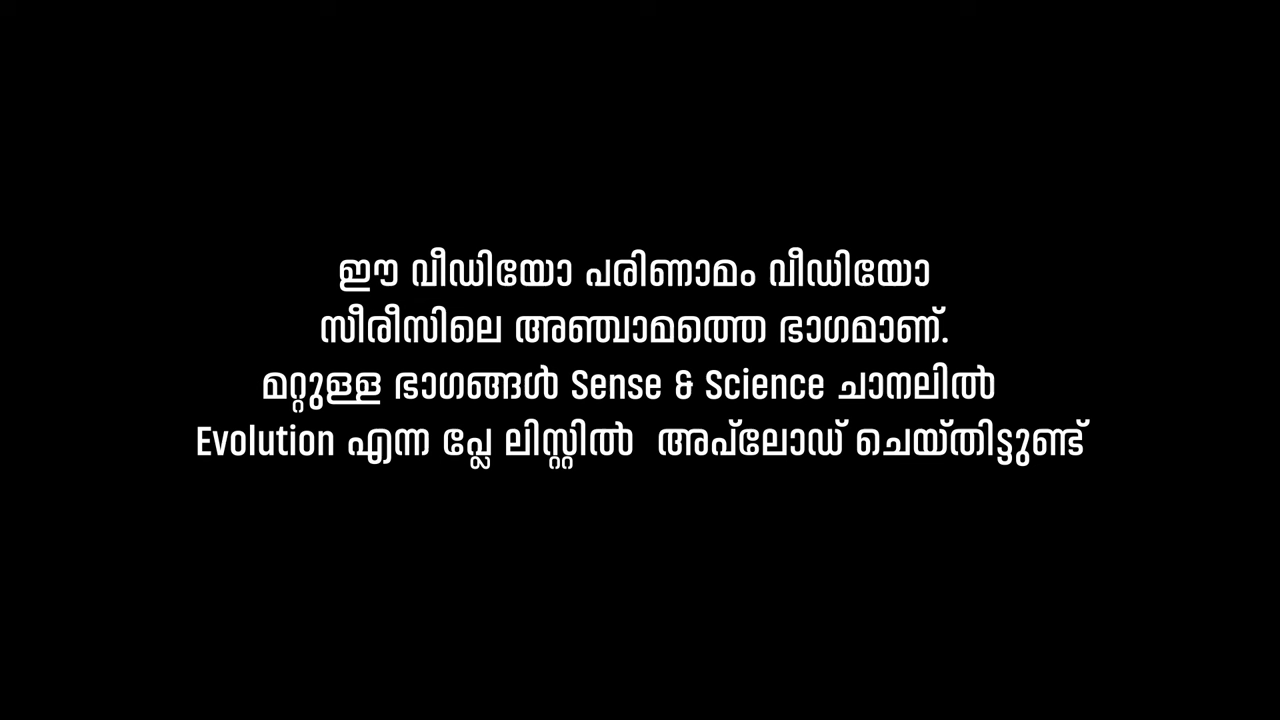 ഈ വീഡിയോ പരിണാമം വീഡിയോ
സീരീസിലെ അഞ്ചാമത്തെ ഭാഗമാണ്.
മറ്റുള്ള ഭാഗങ്ങൾ Sense & Science ചാനലിൽ
Evolution എന്ന പ്ലേ ലിസ്റ്റിൽ അപ്‌ലോഡ് ചെയ്തിട്ടുണ്ട്